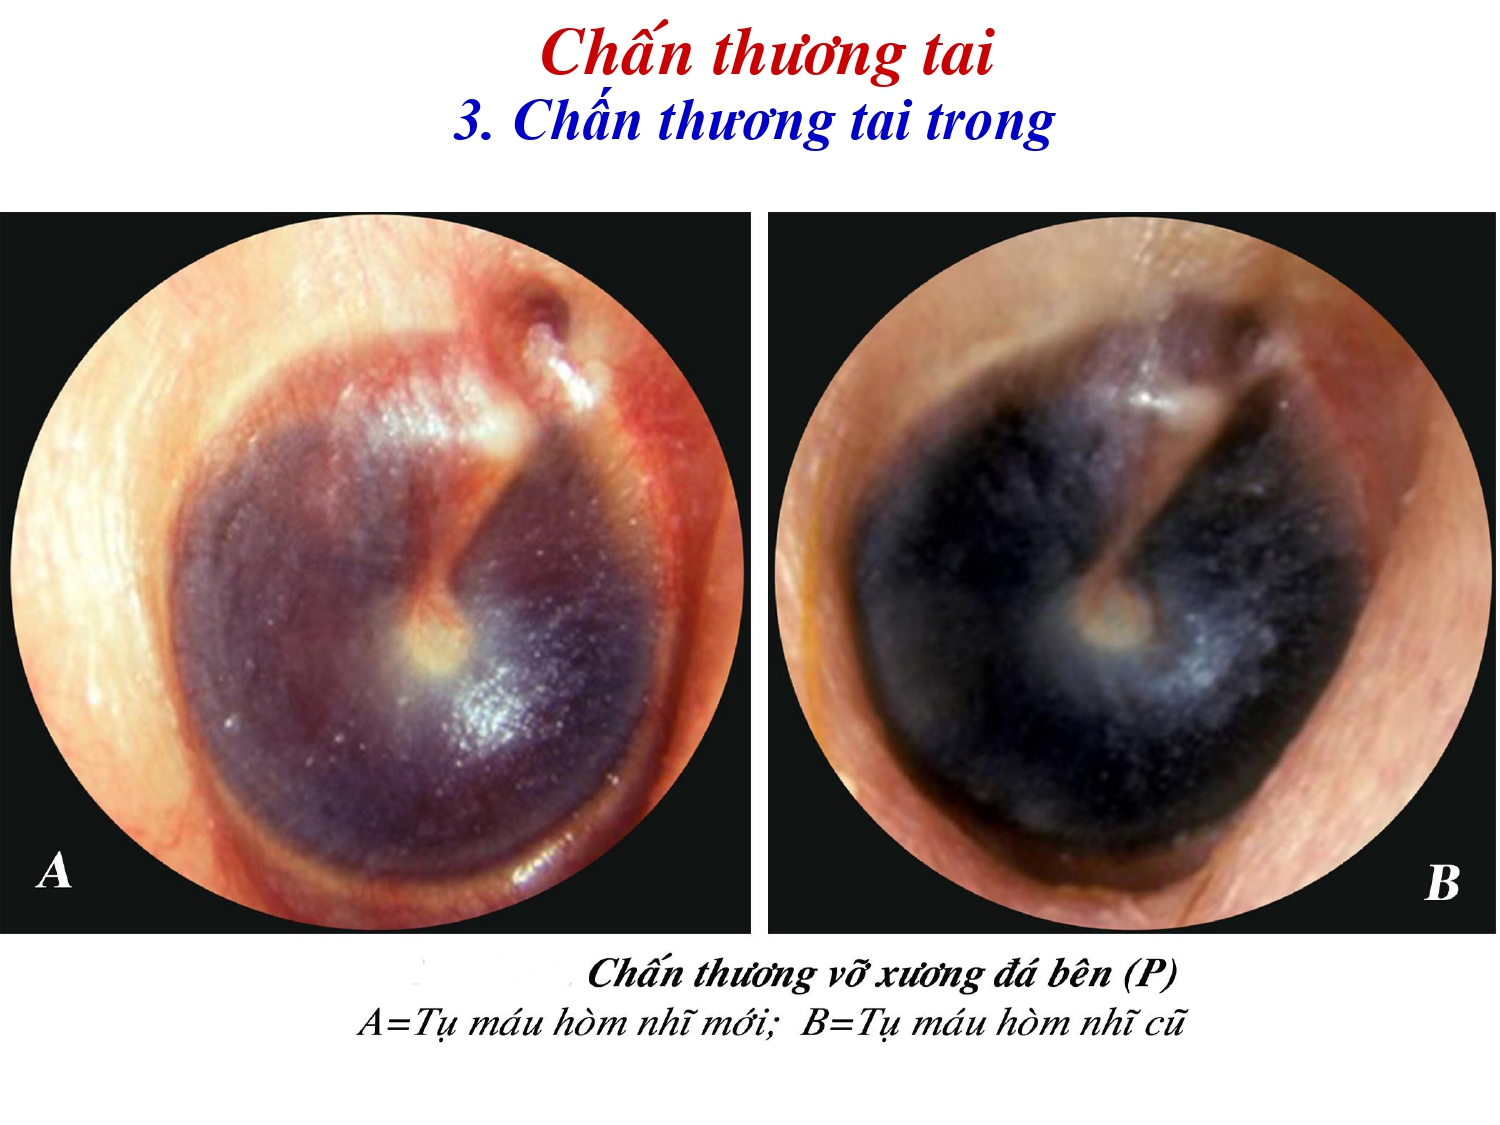 Chấn thương tai
3. Chấn thương tai trong
A
B
Chấn thương vỡ xương đá bên (P)
A=Tụ máu hòm nhĩ mới; B=Tụ máu hòm nhĩ cũ